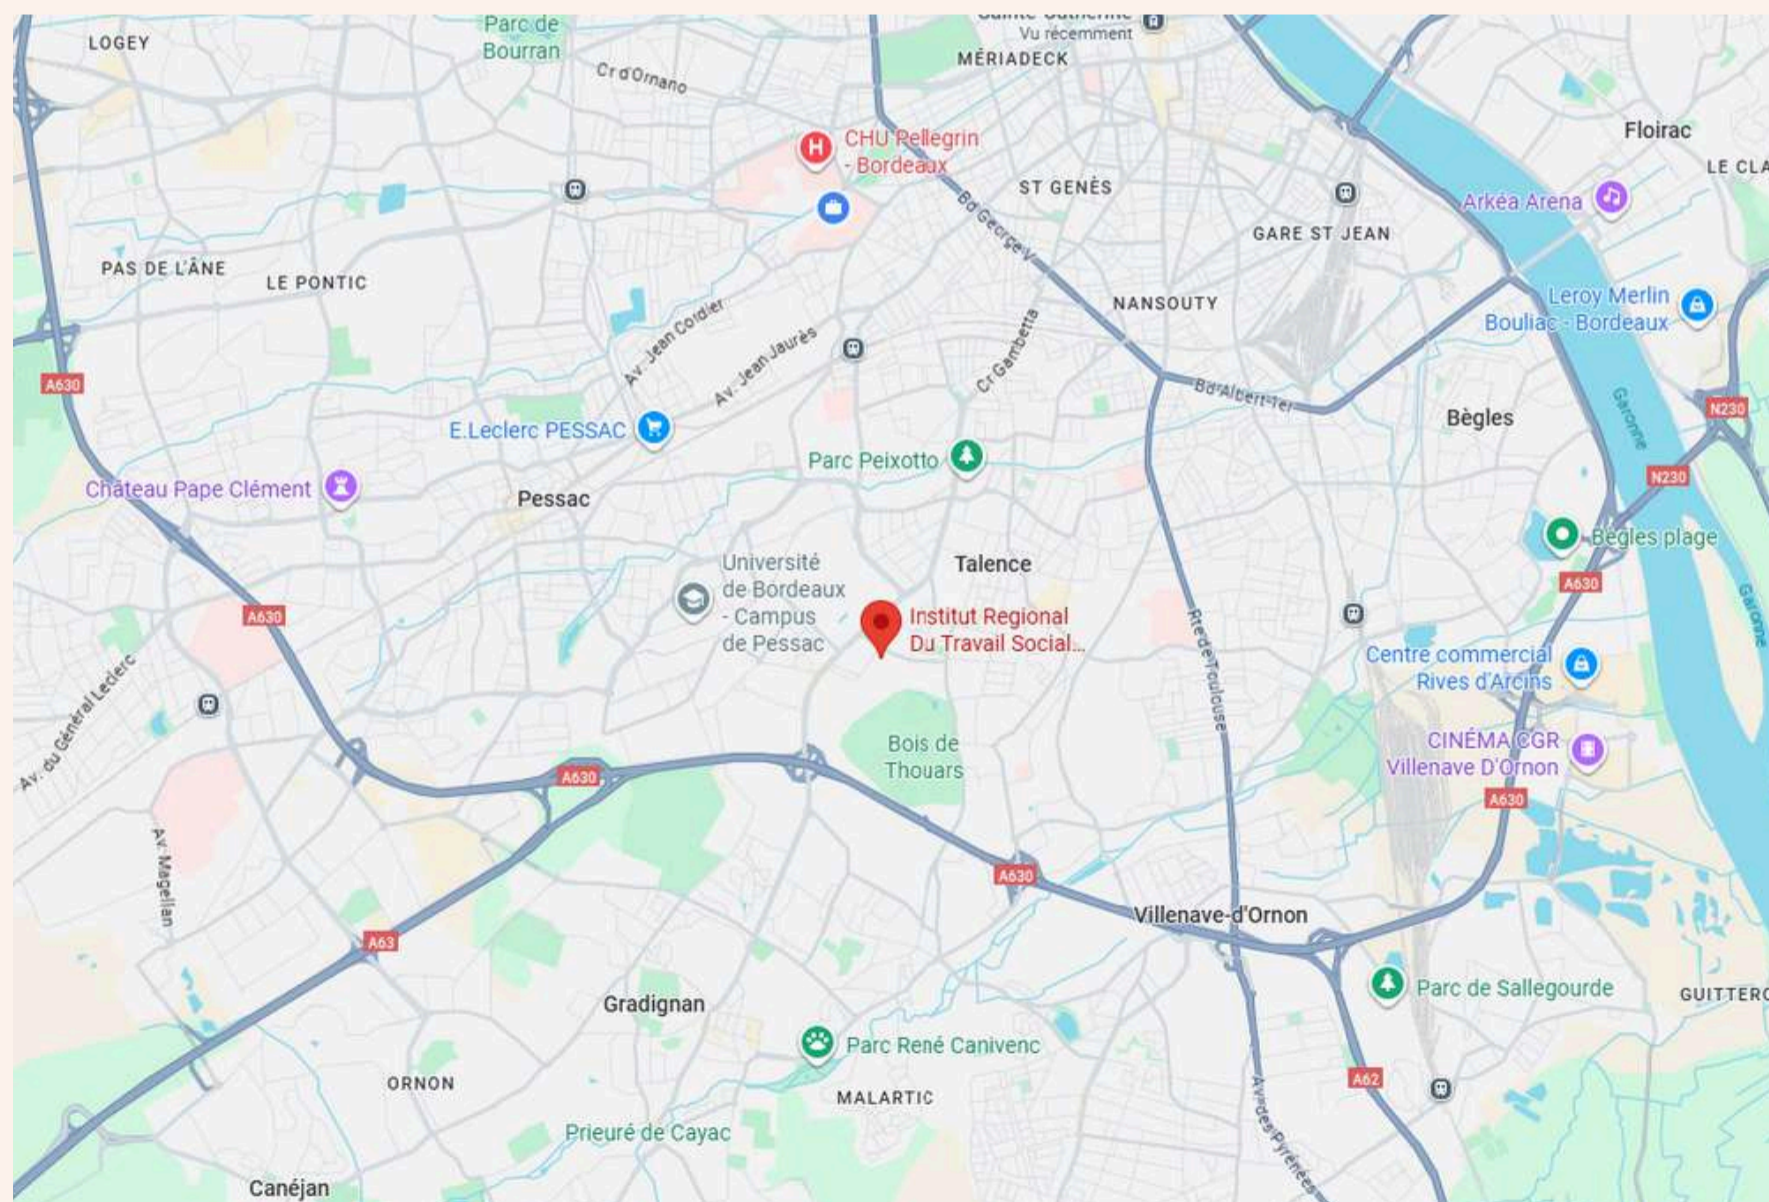 LOGEY
Parc de
Bourran
Cr d'Ornano
Sainte-Catherine
Vu récemment
MÉRIADECK
CHU Pellegrin
- Bordeaux
ST GENÈS
Floirac
LE CLA
Arkéa Arena
Bd George V
GARE ST JEAN
PAS DE L'ÂNE
LE PONTIC
NANSOUTY
Leroy Merlin
Bouliac - Bordeaux
Av. Jean Cordier
Av. Jean Jaurès
Cr Gambetta
A630
Bd Albert-1er
Garonne
N230
Bègles
E.Leclerc PESSAC
Parc Peixotto
N230
Château Pape Clément
Pessac
Bègles plage
Université
de Bordeaux
- Campus
de Pessac
Talence
A630
Garonne
A630
Institut Regional
Du Travail Social...
Rte de Toulouse
Centre commercial
Rives d'Arcins
Av. du Général Leclerc
Bois de
Thouars
CINÉMA CGR
Villenave D'Ornon
A630
A630
Av. Magellan
A630
Villenave-d'Ornon
A63
Parc de Sallegourde
GUITTERO
Gradignan
Parc René Canivenc
ORNON
MALARTIC
A62
Av. des Pyrénées
Prieuré de Cayac
Canéjan